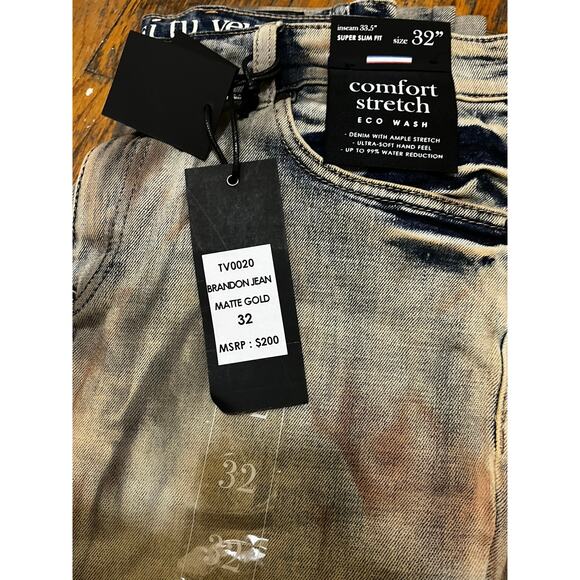 inseam 33.5"
SUPER SLIM FIT
size 32"
comfort
stretch
ECO WASH
- DENIM WITH AMPLE STRETCH
- ULTRA-SOFT HAND FEEL
- UP TO 99% WATER REDUCTION
TV0020
BRANDON JEAN
MATTE GOLD
32
MSRP : $200
32
32